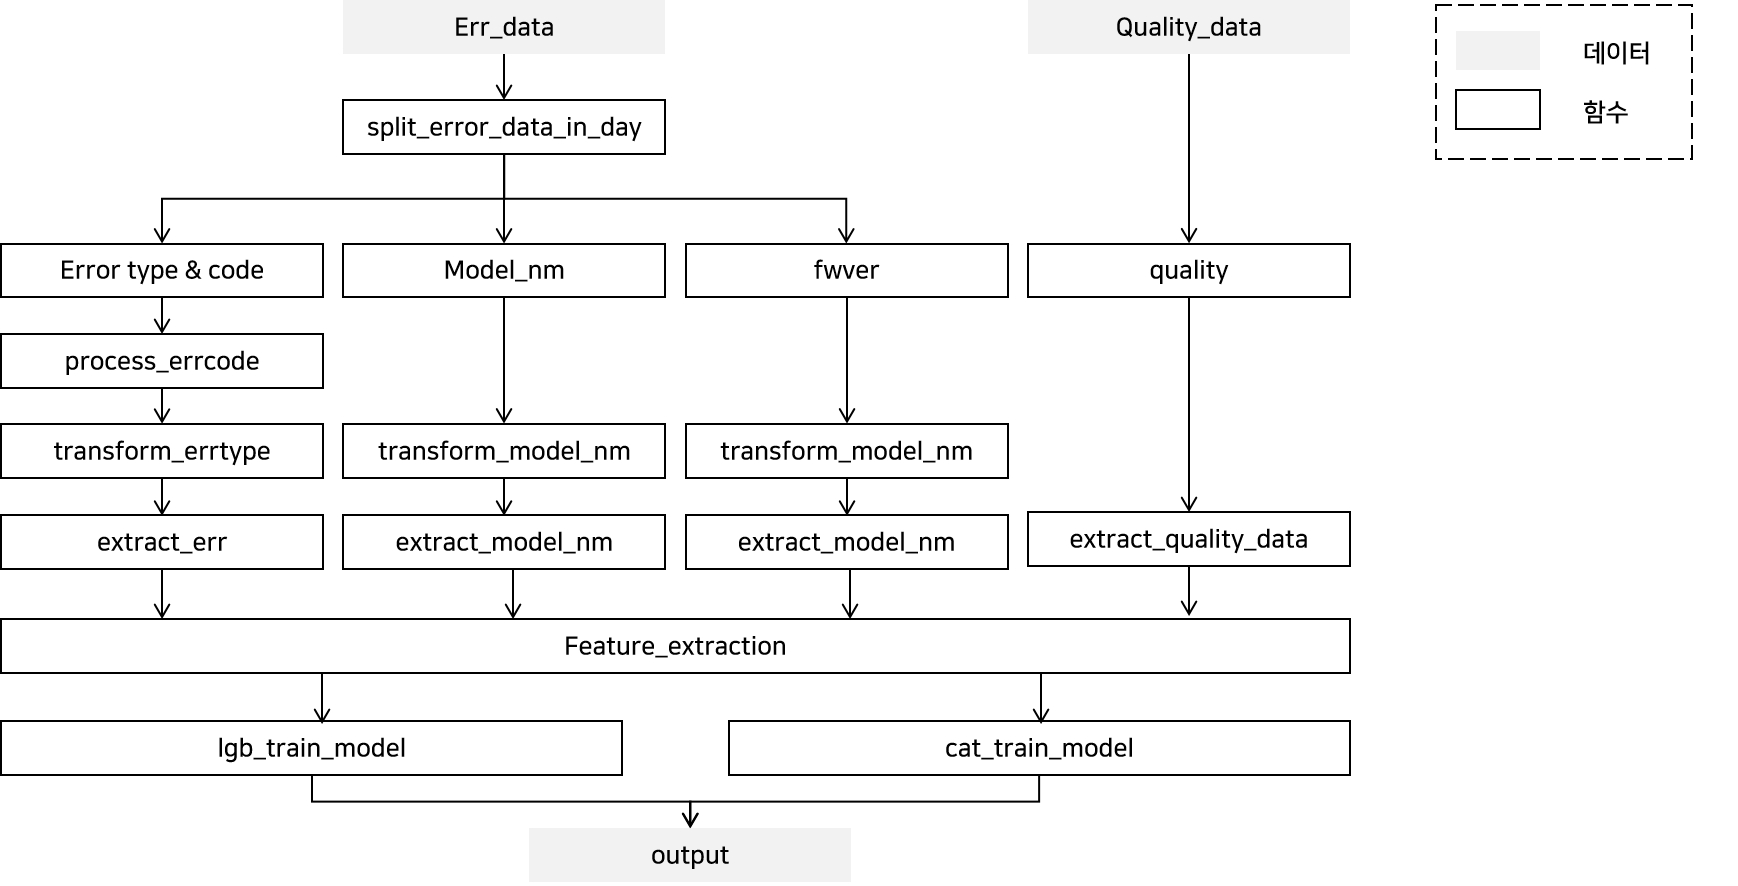 Err_data
Quality_data
데이터
함수
split_error_data_in_day
Error type & code
Model_nm
fwver
quality
process_errcode
transform_errtype
transform_model_nm
transform_model_nm
extract_err
extract_model_nm
extract_model_nm
extract_quality_data
Feature_extraction
lgb_train_model
cat_train_model
output